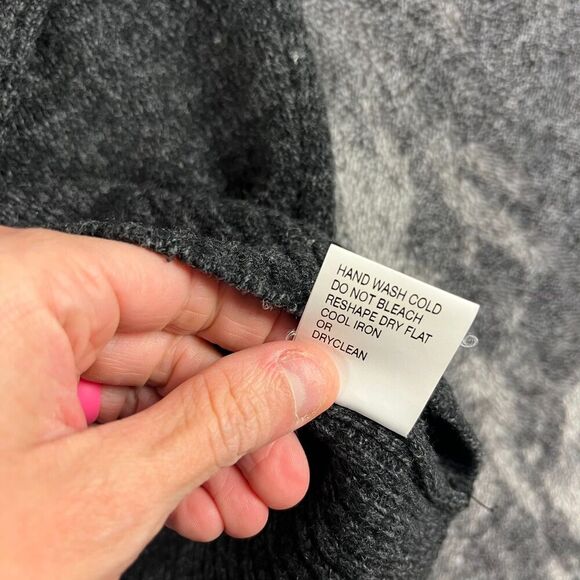 HAND WASH COLD
DO NOT BLEACH
RESHAPE DRY FLAT
COOL IRON
OR
DRYCLEAN